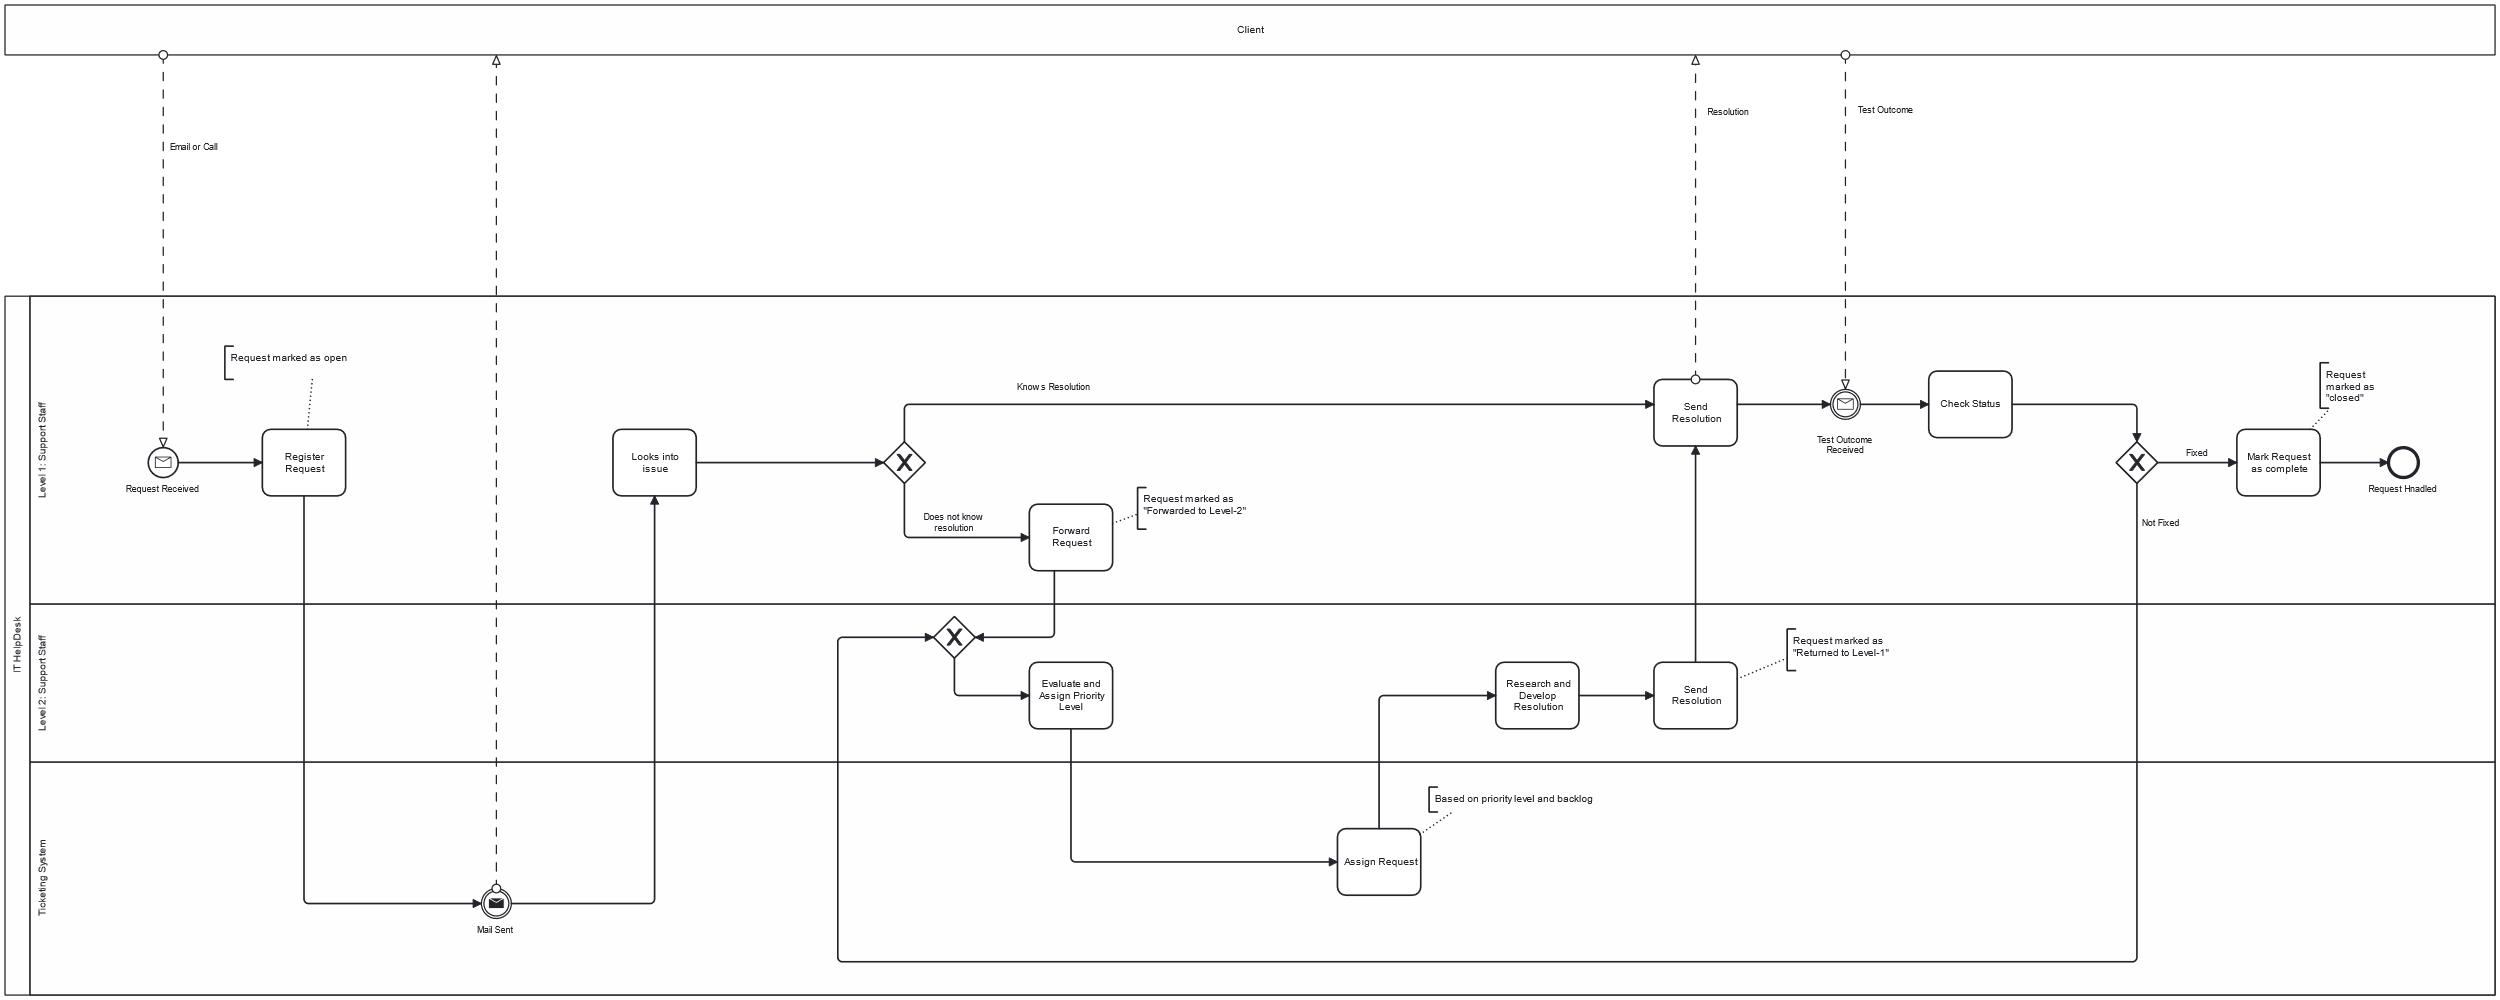 Client
Email or Call
Resolution
Test Outcome
IT HelpDesk
Level 1: Support Staff
Request marked as open
Request Received
Register
Request
Looks into
issue
Knows Resolution
Does not know
resolution
Forward
Request
Request marked as
"Forwarded to Level-2"
Send
Resolution
Test Outcome
Received
Check Status
Fixed
Not Fixed
Request
marked as
"closed"
Mark Request
as complete
Request Hnadled
Level 2: Support Staff
Evaluate and
Assign Priority
Level
Research and
Develop
Resolution
Send
Resolution
Request marked as
"Returned to Level-1"
Ticketing System
Mail Sent
Based on priority level and backlog
Assign Request